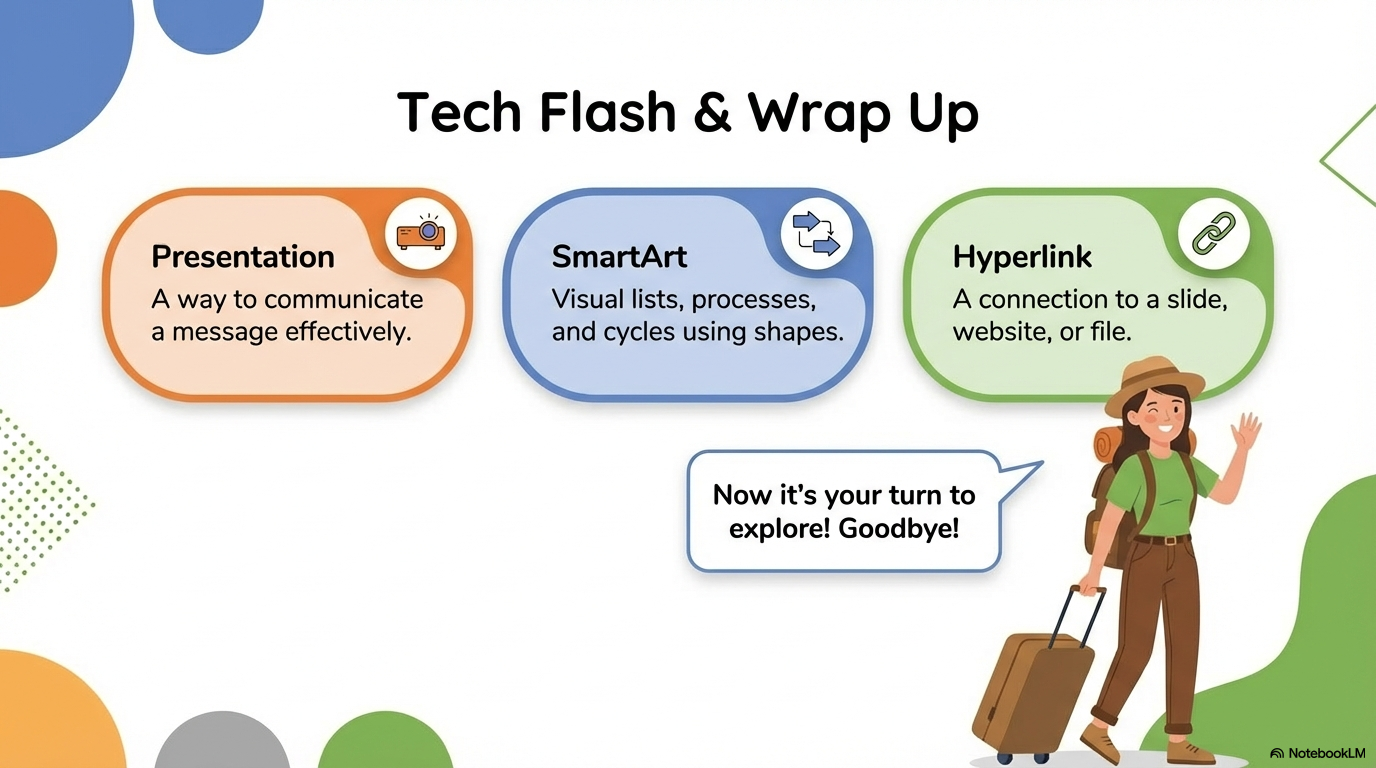 Tech Flash & Wrap Up
Presentation
A way to communicate
a message effectively.
SmartArt
Visual lists, processes,
and cycles using shapes.
Hyperlink
A connection to a slide,
website, or file.
Now it’s your turn to
explore! Goodbye!
NotebookLM